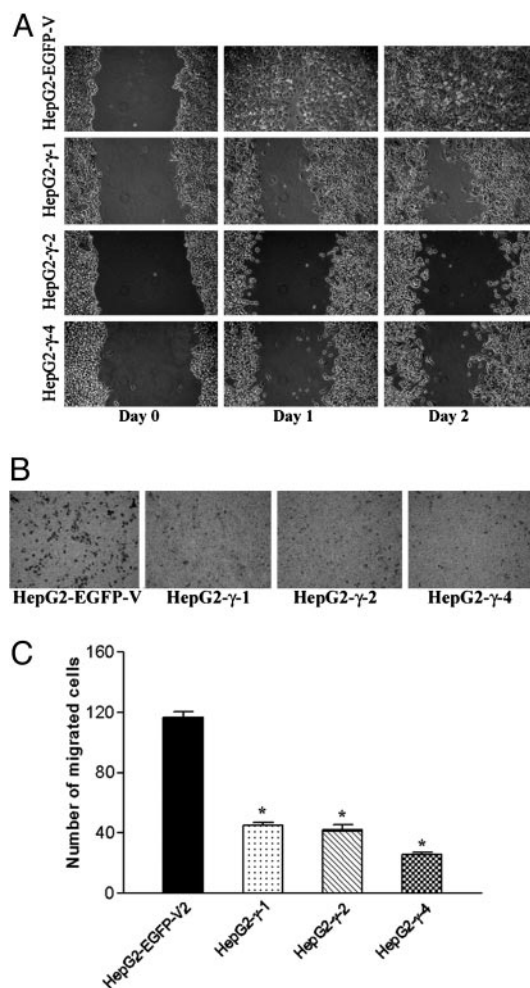 A
HepG2-EGFP-V
HepG2-γ-1
HepG2-γ-2
HepG2-γ-4
Day 0 Day 1 Day 2
B
HepG2-EGFP-V HepG2-γ-1 HepG2-γ-2 HepG2-γ-4
C
Number of migrated cells
160
120
80
40
0
* * *
HepG2-EGFP-V2 HepG2-γ-1 HepG2-γ-2 HepG2-γ-4